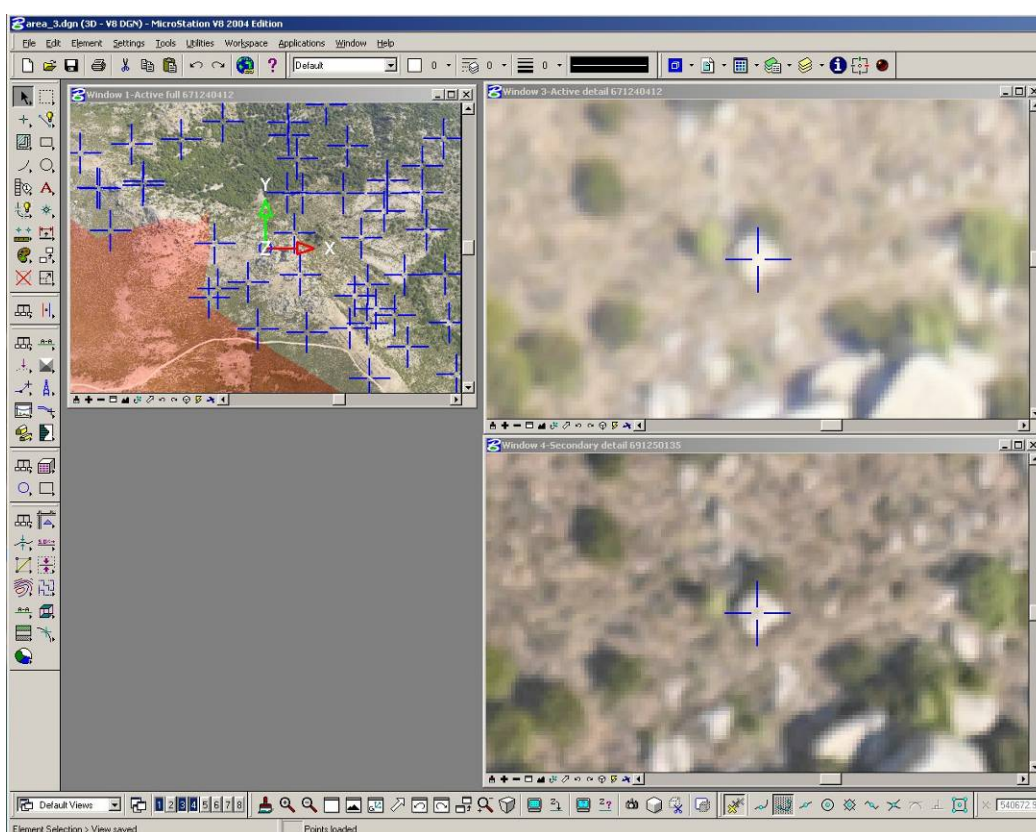 area_3.dgn (3D - V8 DGN) - MicroStation V8 2004 Edition
File Edit Element Settings Tools Utilities Workspace Applications Window Help
Default 0 0 0
Window 1-Active full 671240412
Y
Z X
Window 3-Active detail 671240412
Window 4-Secondary detail 691250135
Default Views 1 2 3 4 5 6 7 8 540672.9
Element Selection > View saved Points loaded